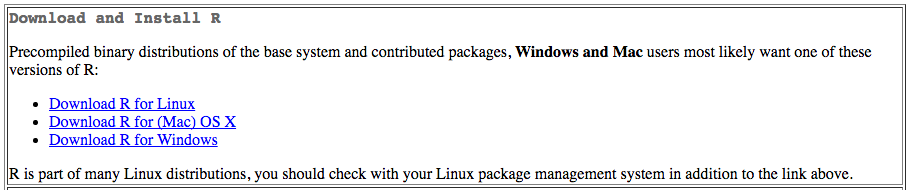 Download and Install R
Precompiled binary distributions of the base system and contributed packages, Windows and Mac users most likely want one of these
versions of R:
• Download R for Linux
• Download R for (Mac) OS X
• Download R for Windows
R is part of many Linux distributions, you should check with your Linux package management system in addition to the link above.